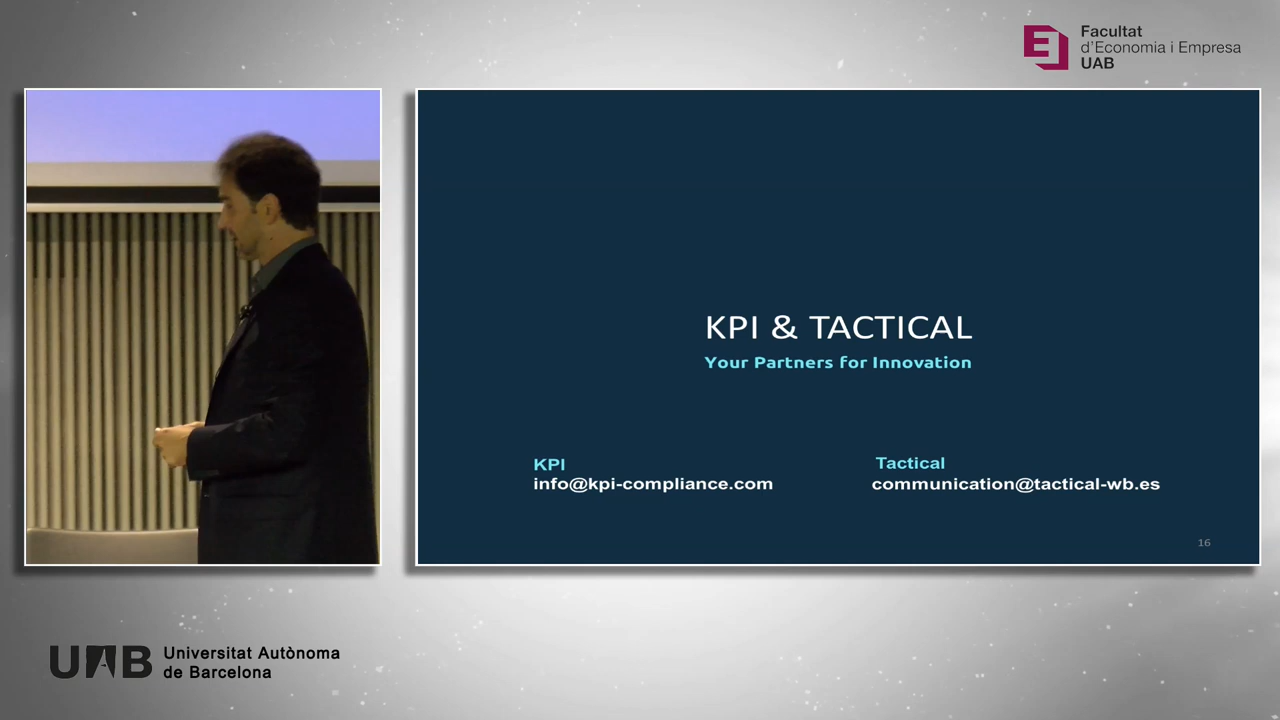 Facultat
d'Economia i Empresa
UAB
KPI & TACTICAL
Your Partners for Innovation
KPI
info@kpi-compliance.com
Tactical
communication@tactical-wb.es
16
UAB
Universitat Autònoma
de Barcelona